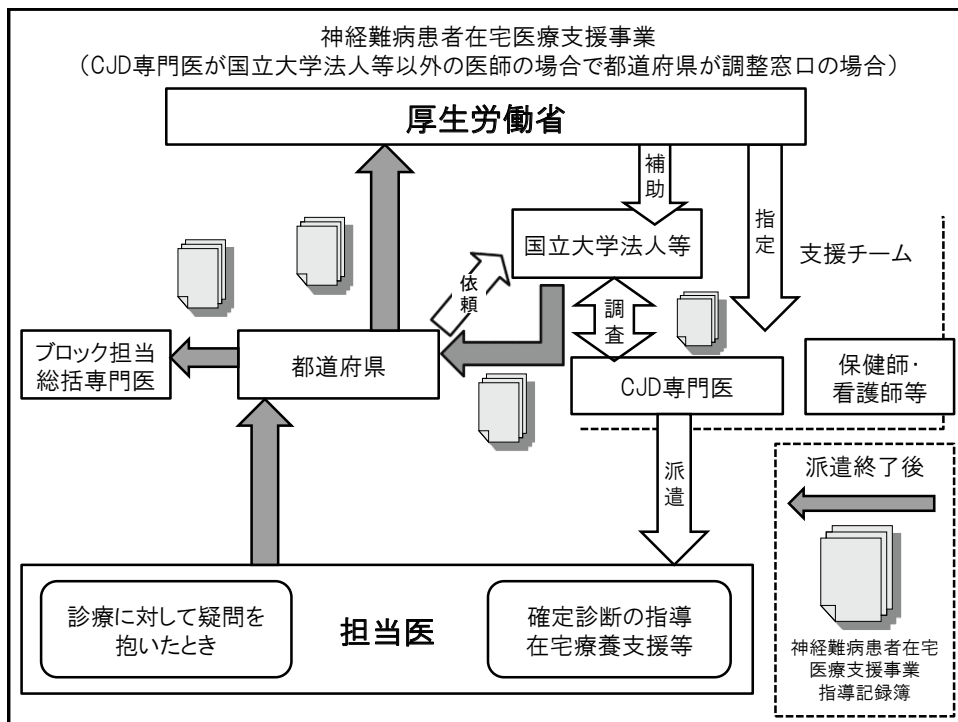 神経難病患者在宅医療支援事業
（CJD専門医が国立大学法人等以外の医師の場合で都道府県が調整窓口の場合）
厚生労働省
補助
指定
国立大学法人等
支援チーム
依頼
調査
ブロック担当
総括専門医
都道府県
CJD専門医
保健師・
看護師等
派遣
派遣終了後
診療に対して疑問を
抱いたとき
担当医
確定診断の指導
在宅療養支援等
神経難病患者在宅
医療支援事業
指導記録簿